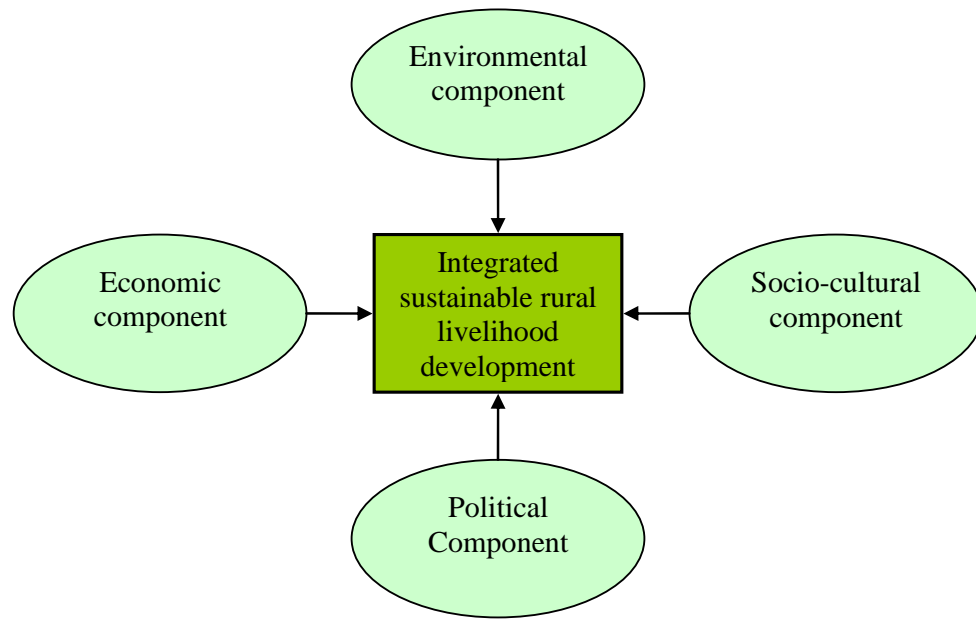 Environmental
component
Economic
component
Integrated
sustainable rural
livelihood
development
Socio-cultural
component
Political
Component